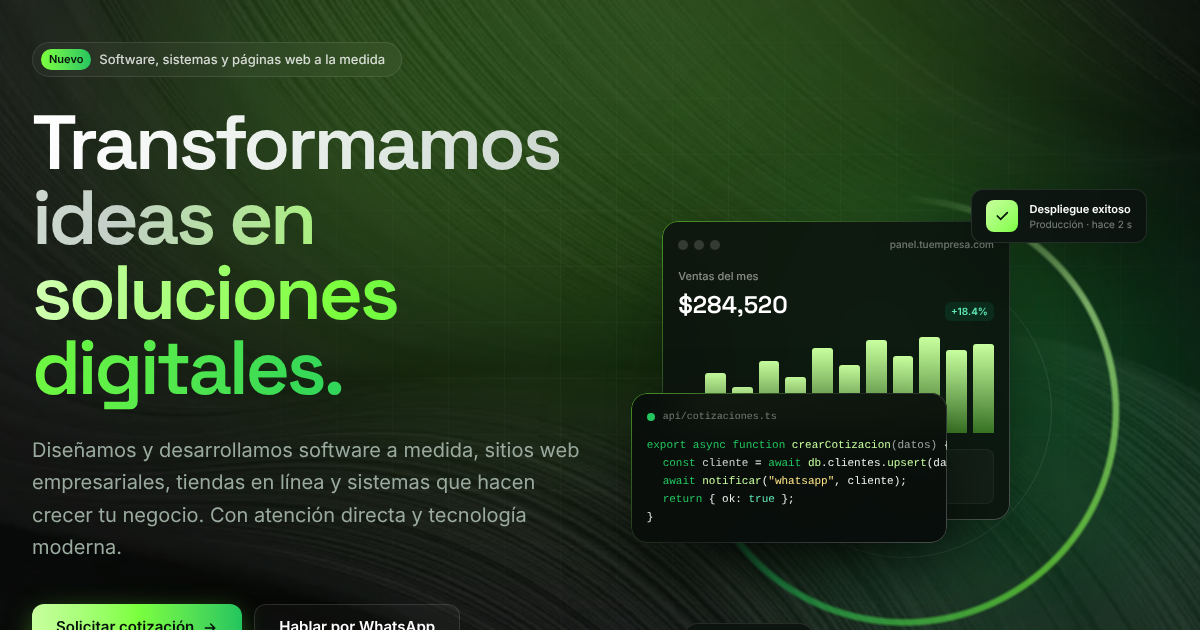 Nuevo Software, sistemas y páginas web a la medida
Transformamos
ideas en
soluciones
digitales.
Diseñamos y desarrollamos software a medida, sitios web
empresariales, tiendas en línea y sistemas que hacen
crecer tu negocio. Con atención directa y tecnología
moderna.
Solicitar cotización →
Hablar por WhatsApp
Despliegue exitoso
Producción · hace 2 s
panel.tuempresa.com
Ventas del mes
$284,520
+18.4%
api/cotizaciones.ts
export async function crearCotizacion(datos) {
const cliente = await db.clientes.upsert(da
await notificar("whatsapp", cliente);
return { ok: true };
}